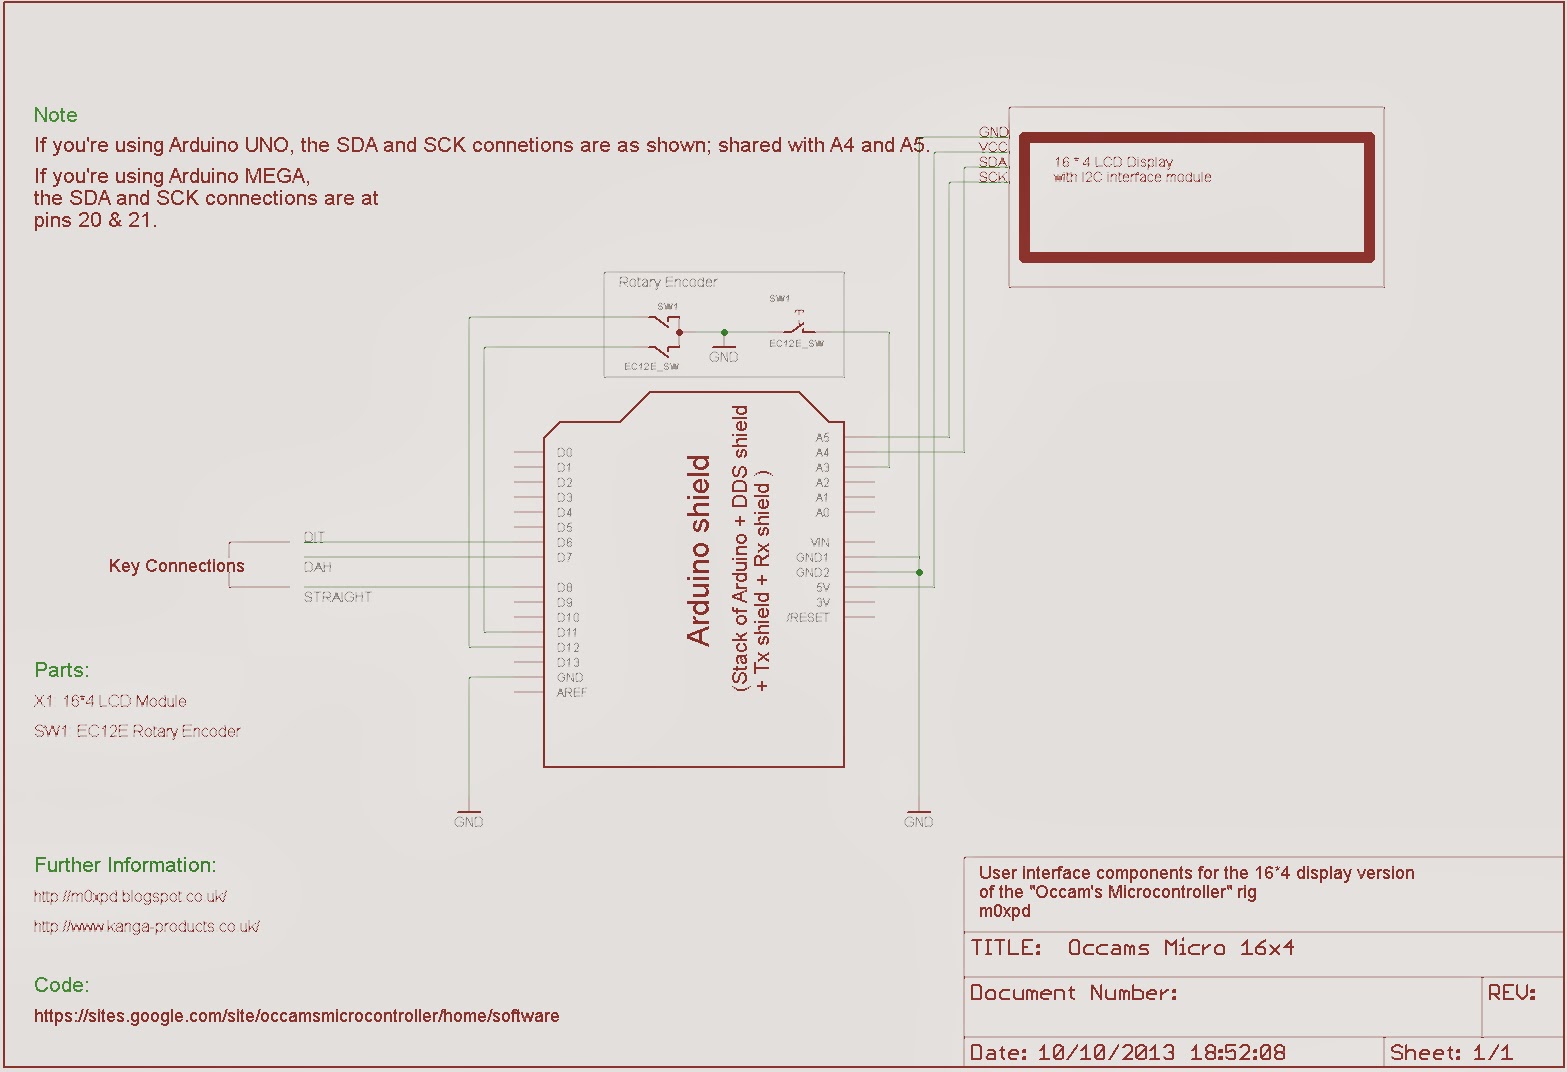 Note
If you're using Arduino UNO, the SDA and SCK connetions are as shown; shared with A4 and A5.
If you're using Arduino MEGA,
the SDA and SCK connections are at
pins 20 & 21.
GND
VCC
SDA
SCK
16 * 4 LCD Display
with I2C interface module
Rotary Encoder
SW1
EC12E_SW
GND
SW1
EC12E_SW
Arduino shield
(Stack of Arduino + DDS shield
+ Tx shield + Rx shield )
D0
D1
D2
D3
D4
D5
D6
D7
D8
D9
D10
D11
D12
D13
GND
AREF
A5
A4
A3
A2
A1
A0
VIN
GND1
GND2
5V
3V
/RESET
Key Connections
DIT
DAH
STRAIGHT
GND
GND
Parts:
X1 16*4 LCD Module
SW1 EC12E Rotary Encoder
Further Information:
http://m0xpd.blogspot.co.uk/
http://www.kanga-products.co.uk/
Code:
https://sites.google.com/site/occamsmicrocontroller/home/software
User interface components for the 16*4 display version
of the "Occam's Microcontroller" rig
m0xpd
TITLE: Occams Micro 16x4
Document Number:
REV:
Date: 10/10/2013 18:52:08
Sheet: 1/1